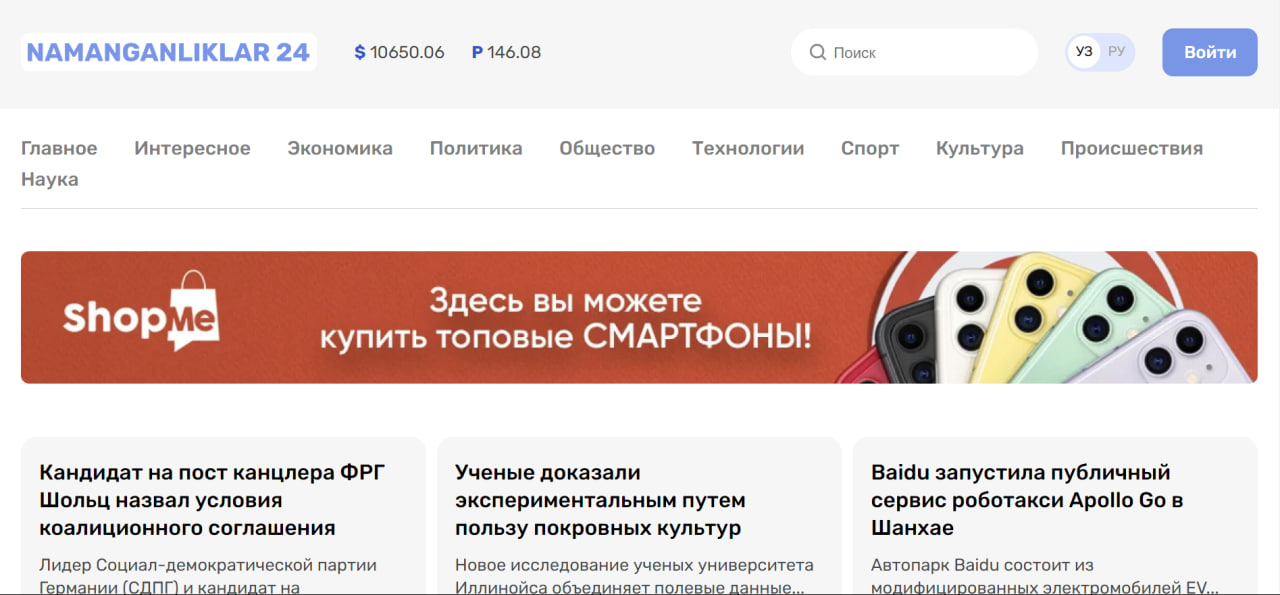 NAMANGANLIKLAR 24
$ 10650.06
P 146.08
Поиск
УЗ РУ
Войти
Главное Интересное Экономика Политика Общество Технологии Спорт Культура Происшествия
Наука
ShopMe
Здесь вы можете
купить топовые СМАРТФОНЫ!
Кандидат на пост канцлера ФРГ
Шольц назвал условия
коалиционного соглашения
Лидер Социал-демократической партии
Германии (СДПГ) и кандидат на
Ученые доказали
экспериментальным путем
пользу покровных культур
Новое исследование ученых университета
Иллинойса объединяет полевые данные...
Baidu запустила публичный
сервис роботакси Apollo Go в
Шанхае
Автопарк Baidu состоит из
модифицированных электромобилей EV...